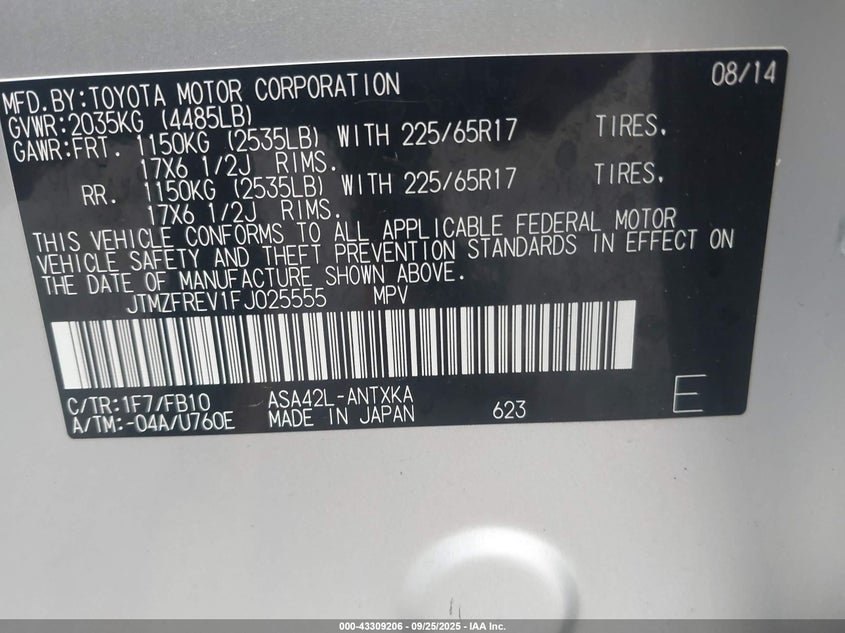 MFD.BY:TOYOTA MOTOR CORPORATION 08/14
GVWR:2035KG (4485LB)
GAWR:FRT. 1150KG (2535LB) WITH 225/65R17 TIRES.
17X6 1/2J RIMS.
RR. 1150KG (2535LB) WITH 225/65R17 TIRES.
17X6 1/2J RIMS.
THIS VEHICLE CONFORMS TO ALL APPLICABLE FEDERAL MOTOR
VEHICLE SAFETY AND THEFT PREVENTION STANDARDS IN EFFECT ON
THE DATE OF MANUFACTURE SHOWN ABOVE.
JTMZFREV1FJ025555 MPV
C/TR:1F7/FB10 ASA42L-ANTXKA
A/TM:-04A/U760E MADE IN JAPAN 623 E
000-43309206 - 09/25/2025 - IAA Inc.